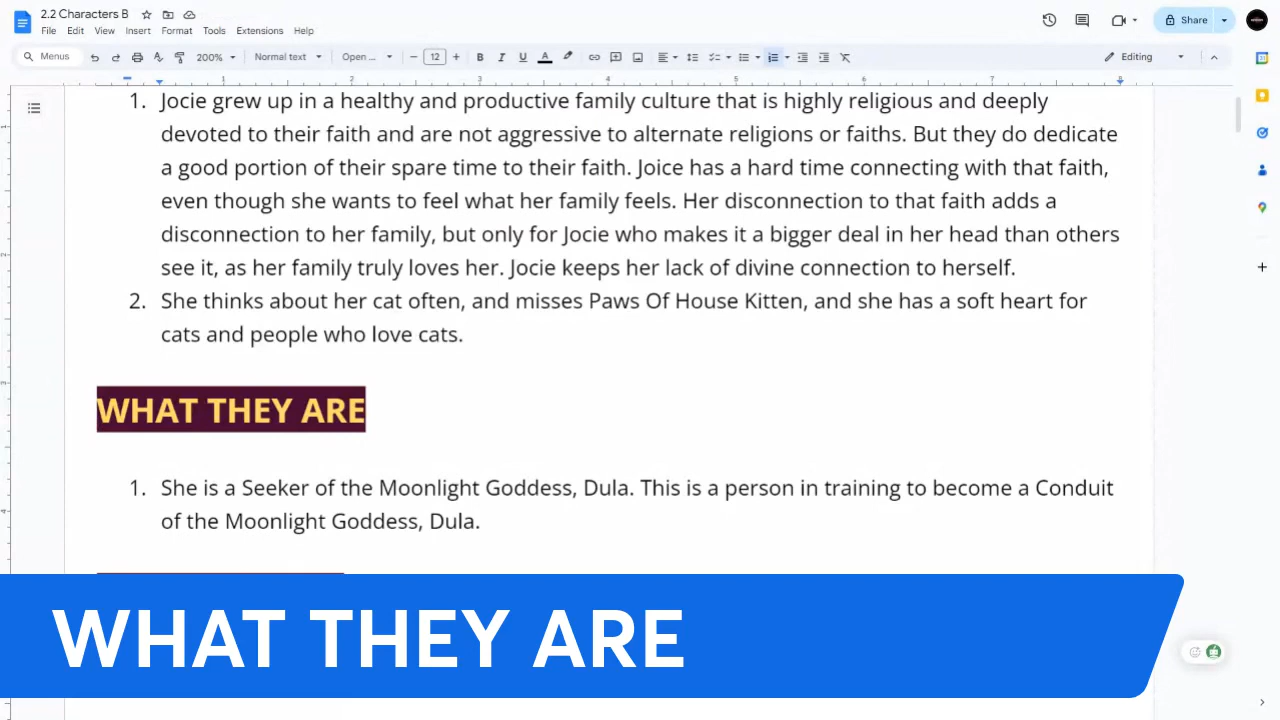 2.2 Characters B
File Edit View Insert Format Tools Extensions Help
Share
Menus 200% Normal text Open ... 12 Editing
1 2 3 4 5 6 7 8
1. Jocie grew up in a healthy and productive family culture that is highly religious and deeply
devoted to their faith and are not aggressive to alternate religions or faiths. But they do dedicate
a good portion of their spare time to their faith. Joice has a hard time connecting with that faith,
even though she wants to feel what her family feels. Her disconnection to that faith adds a
disconnection to her family, but only for Jocie who makes it a bigger deal in her head than others
see it, as her family truly loves her. Jocie keeps her lack of divine connection to herself.
2. She thinks about her cat often, and misses Paws Of House Kitten, and she has a soft heart for
cats and people who love cats.
WHAT THEY ARE
1. She is a Seeker of the Moonlight Goddess, Dula. This is a person in training to become a Conduit
of the Moonlight Goddess, Dula.
WHAT THEY ARE